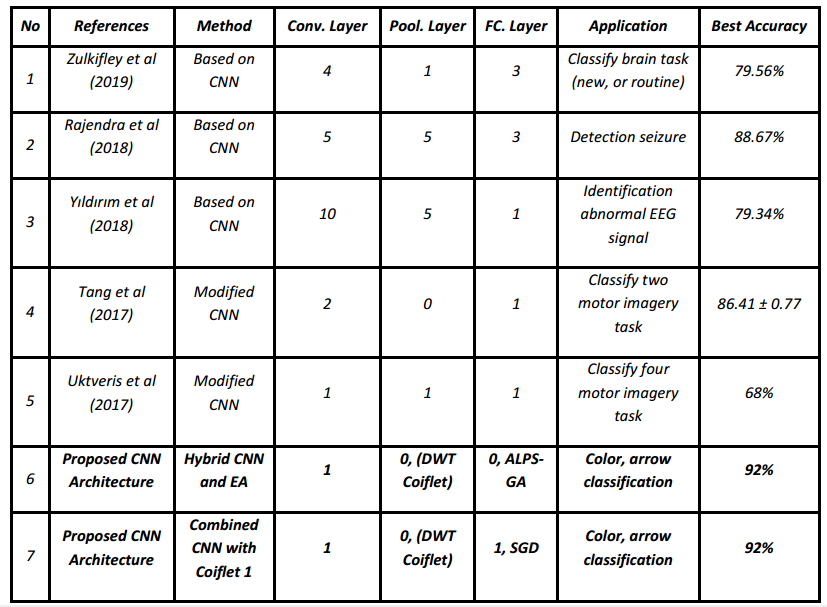 No References Method Conv. Layer Pool. Layer FC. Layer Application Best Accuracy
1 Zulkifley et al (2019) Based on CNN 4 1 3 Classify brain task (new, or routine) 79.56%
2 Rajendra et al (2018) Based on CNN 5 5 3 Detection seizure 88.67%
3 Yıldırım et al (2018) Based on CNN 10 5 1 Identification abnormal EEG signal 79.34%
4 Tang et al (2017) Modified CNN 2 0 1 Classify two motor imagery task 86.41 ± 0.77
5 Uktveris et al (2017) Modified CNN 1 1 1 Classify four motor imagery task 68%
6 Proposed CNN Architecture Hybrid CNN and EA 1 0, (DWT Coiflet) 0, ALPS-GA Color, arrow classification 92%
7 Proposed CNN Architecture Combined CNN with Coiflet 1 1 0, (DWT Coiflet) 1, SGD Color, arrow classification 92%